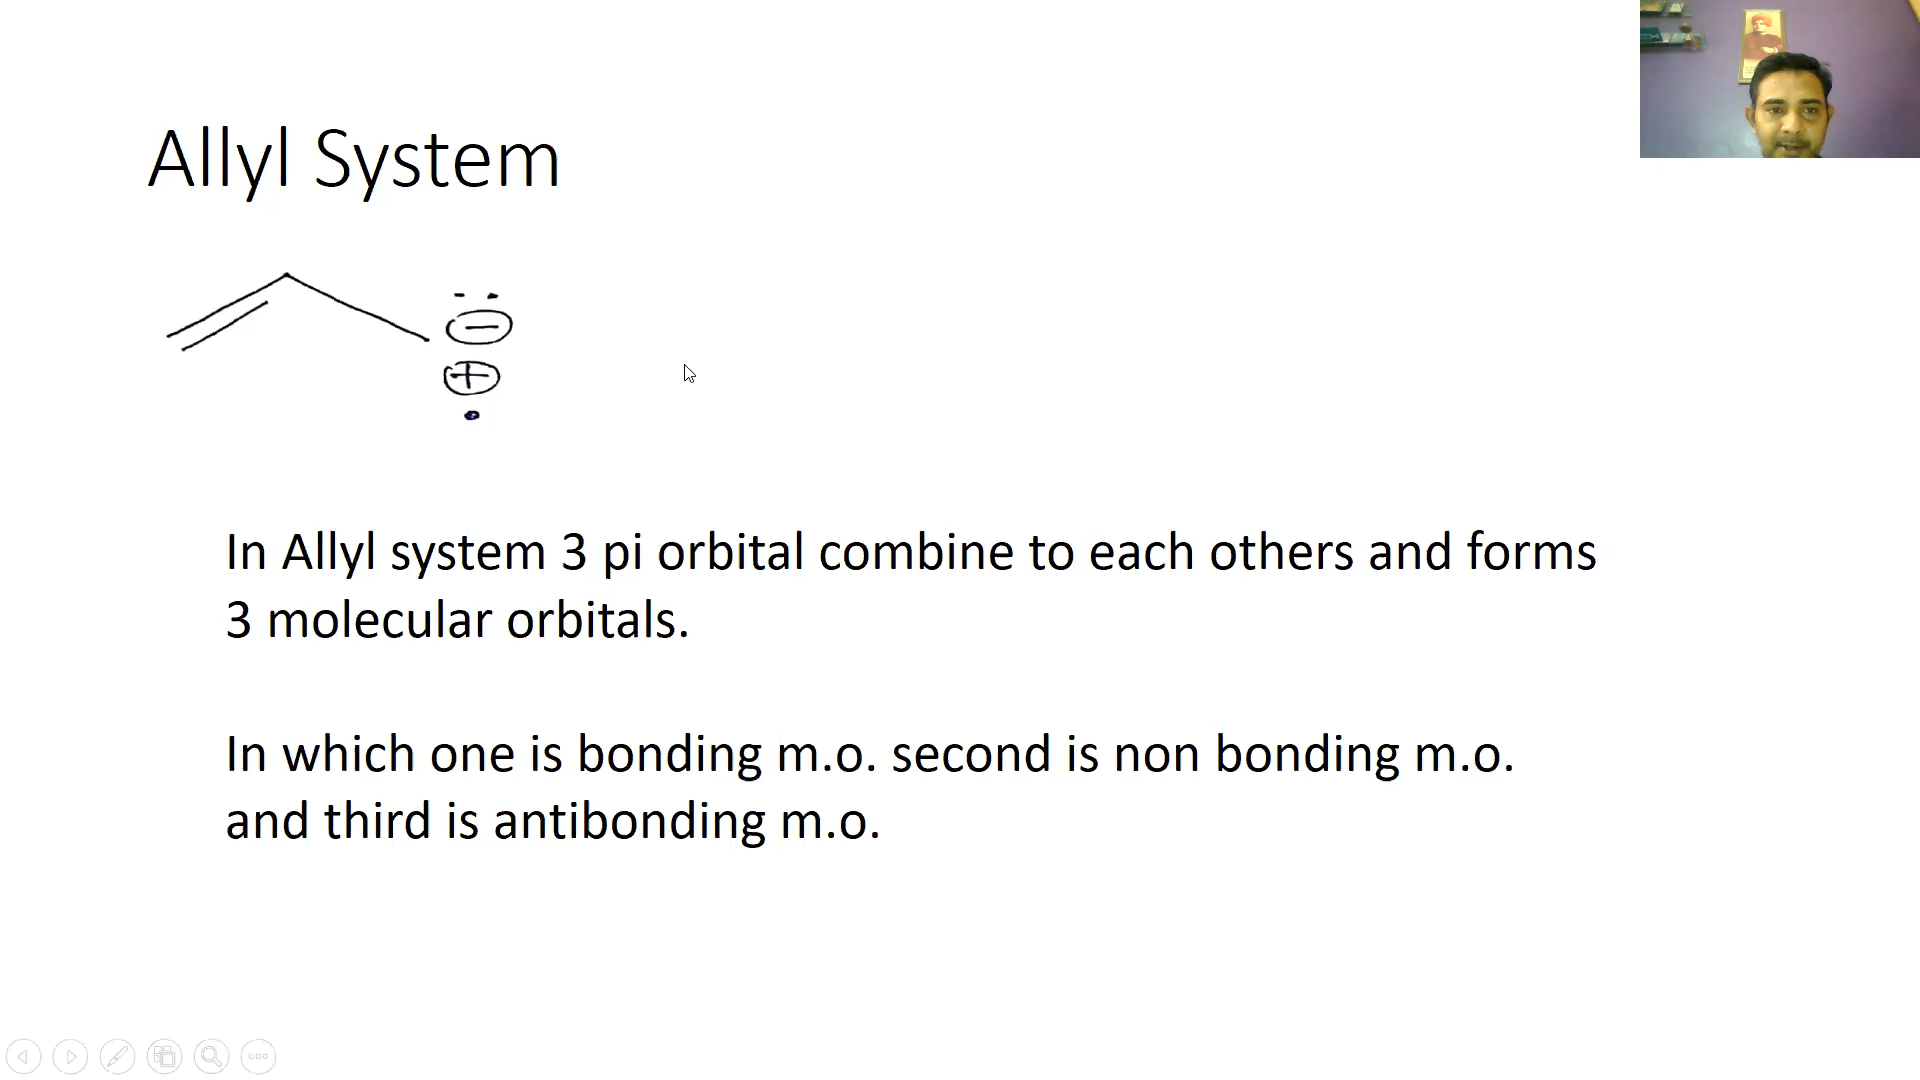 Allyl System
In Allyl system 3 pi orbital combine to each others and forms
3 molecular orbitals.
In which one is bonding m.o. second is non bonding m.o.
and third is antibonding m.o.